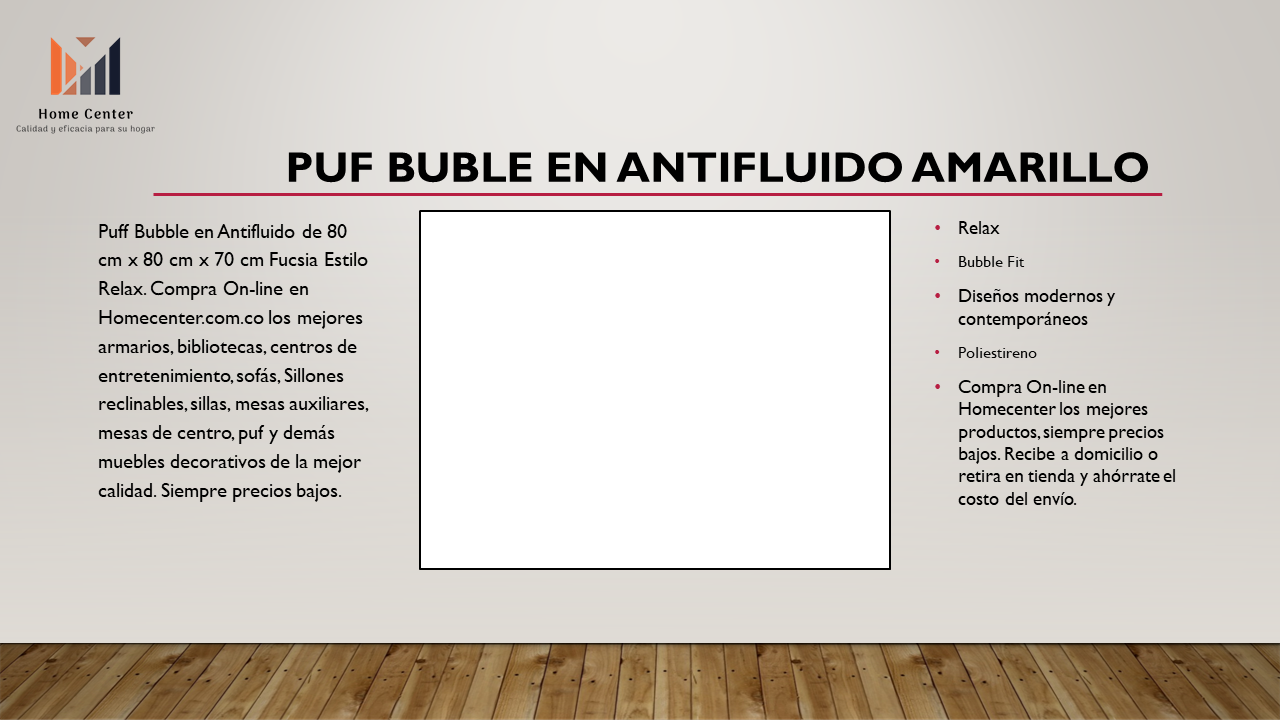 Home Center
Calidad y eficacia para su hogar
PUF BUBLE EN ANTIFLUIDO AMARILLO
Puff Bubble en Antifluido de 80
cm x 80 cm x 70 cm Fucsia Estilo
Relax. Compra On-line en
Homecenter.com.co los mejores
armarios, bibliotecas, centros de
entretenimiento, sofás, Sillones
reclinables, sillas, mesas auxiliares,
mesas de centro, puf y demás
muebles decorativos de la mejor
calidad. Siempre precios bajos.
• Relax
• Bubble Fit
• Diseños modernos y
contemporáneos
• Poliestireno
• Compra On-line en
Homecenter los mejores
productos, siempre precios
bajos. Recibe a domicilio o
retira en tienda y ahórrate el
costo del envío.